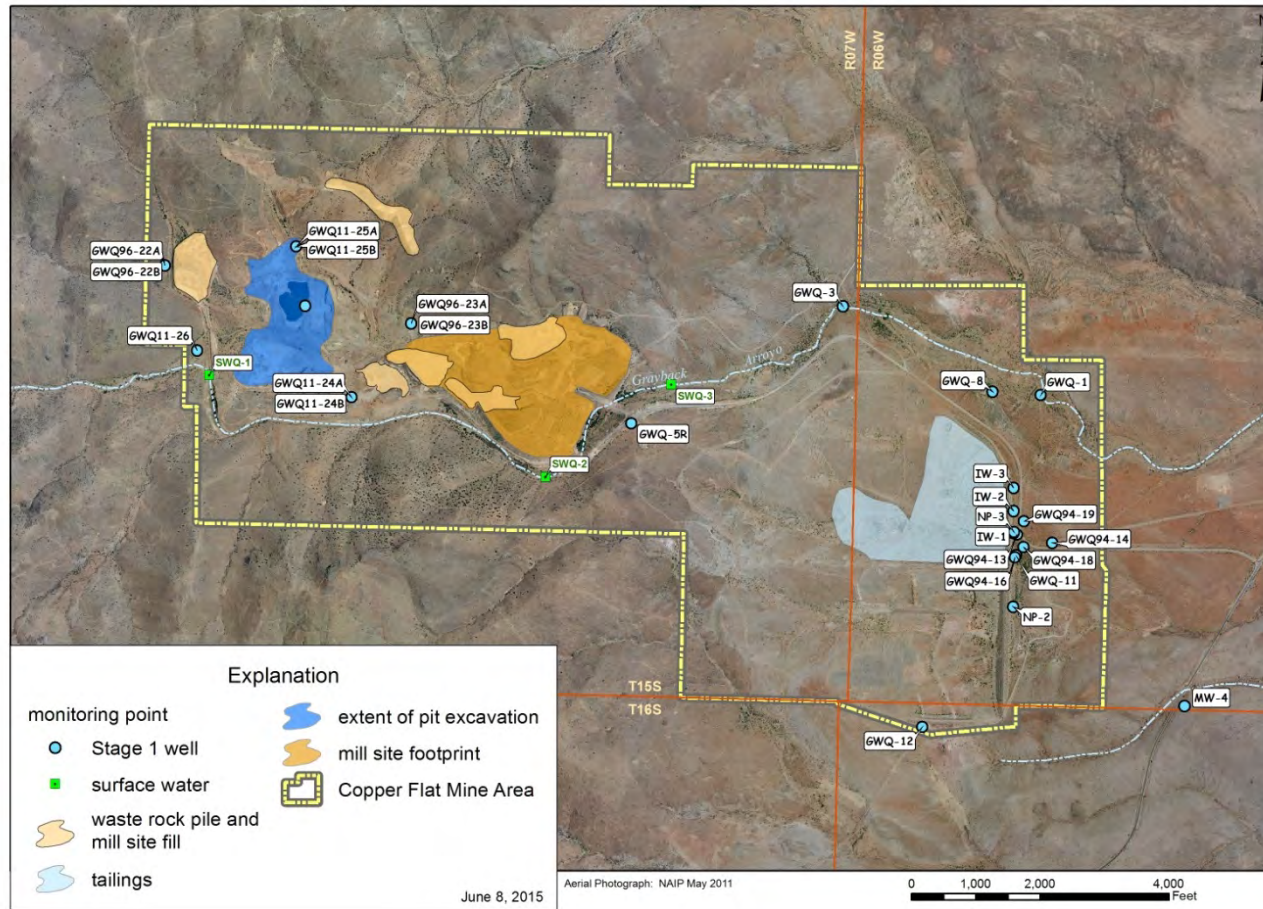 R07W
R06W
GWQ11-25A
GWQ11-25B
GWQ96-22A
GWQ96-22B
GWQ96-23A
GWQ96-23B
GWQ-3
GWQ11-26
SWQ-1
Grayback Arroyo
GWQ11-24A
GWQ11-24B
SWQ-3
GWQ-8
GWQ-1
GWQ-5R
SWQ-2
IW-3
IW-2
NP-3
GWQ94-19
IW-1
GWQ94-14
GWQ94-13
GWQ94-18
GWQ94-16
GWQ-11
NP-2
T15S
T16S
MW-4
GWQ-12
Explanation
monitoring point
Stage 1 well
surface water
waste rock pile and
mill site fill
tailings
extent of pit excavation
mill site footprint
Copper Flat Mine Area
June 8, 2015
Aerial Photograph: NAIP May 2011
0 1,000 2,000 4,000
Feet